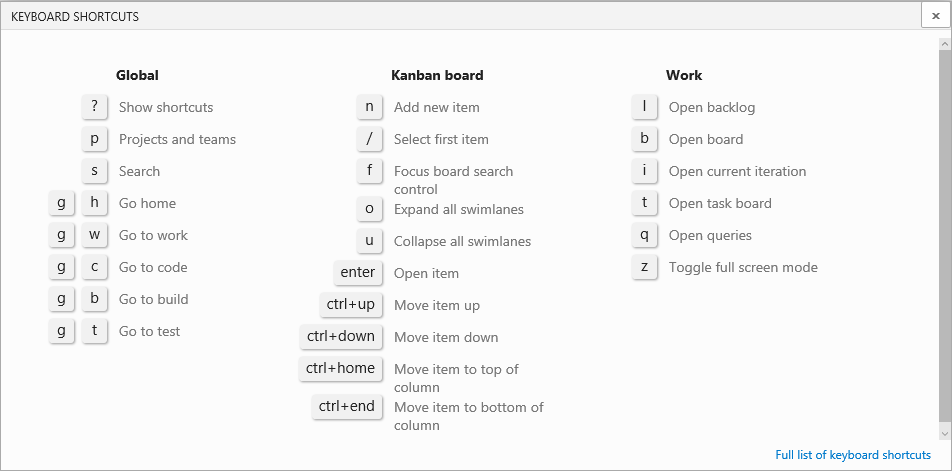 KEYBOARD SHORTCUTS
×
Global
? Show shortcuts
p Projects and teams
s Search
g h Go home
g w Go to work
g c Go to code
g b Go to build
g t Go to test
Kanban board
n Add new item
/ Select first item
f Focus board search
control
o Expand all swimlanes
u Collapse all swimlanes
enter Open item
ctrl+up Move item up
ctrl+down Move item down
ctrl+home Move item to top of
column
ctrl+end Move item to bottom of
column
Work
l Open backlog
b Open board
i Open current iteration
t Open task board
q Open queries
z Toggle full screen mode
Full list of keyboard shortcuts